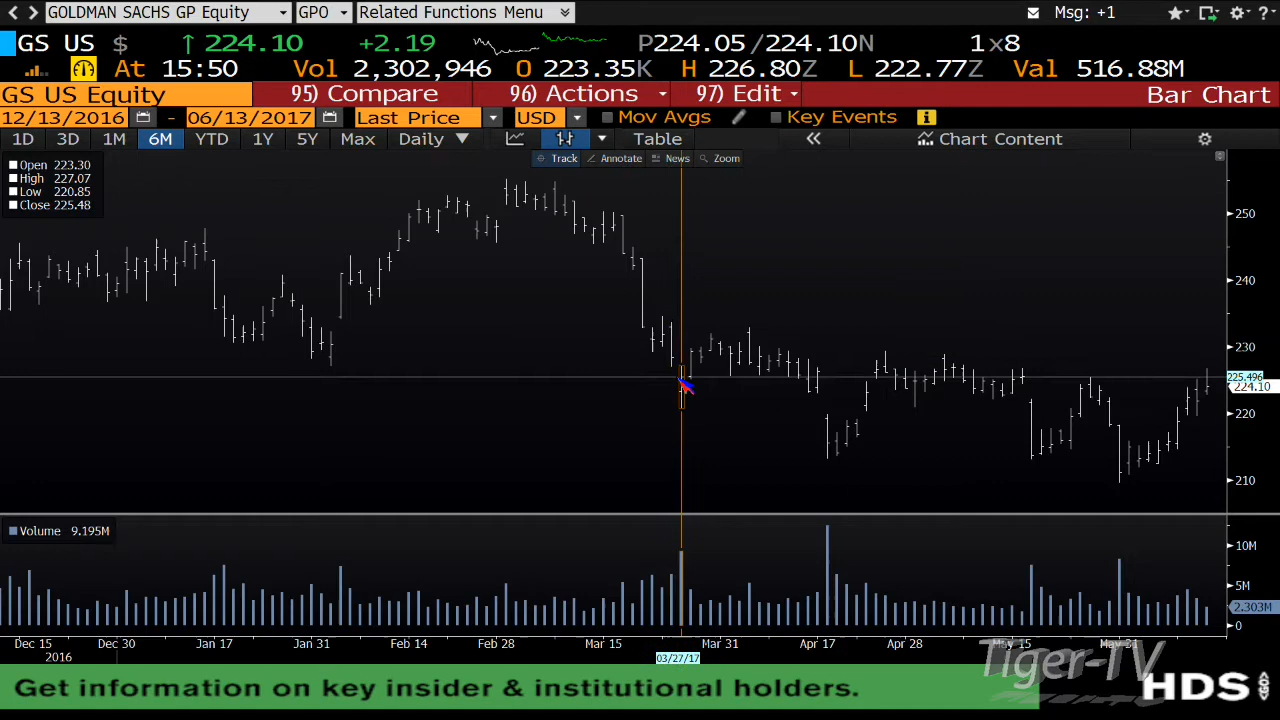 GOLDMAN SACHS GP Equity GPO Related Functions Menu Msg: +1
GS US $ ↑ 224.10 +2.19 P224.05/224.10N 1x8
At 15:50 Vol 2,302,946 O 223.35K H 226.80Z L 222.77Z Val 516.88M
GS US Equity 95) Compare 96) Actions 97) Edit Bar Chart
12/13/2016 - 06/13/2017 Last Price USD Mov Avgs Key Events
1D 3D 1M 6M YTD 1Y 5Y Max Daily ▼ Table « Chart Content
Track Annotate News Zoom
Open 223.30
High 227.07
Low 220.85
Close 225.48
250
240
230
225.496
224.10
220
210
Volume 9.195M
10M
5M
2.303M
0
Dec 15 Dec 30 Jan 17 Jan 31 Feb 14 Feb 28 Mar 15 Mar 31 Apr 17 Apr 28 May 15 May 31
2016 03/27/17
Tiger-TV
Get information on key insider & institutional holders. HDS <GO>